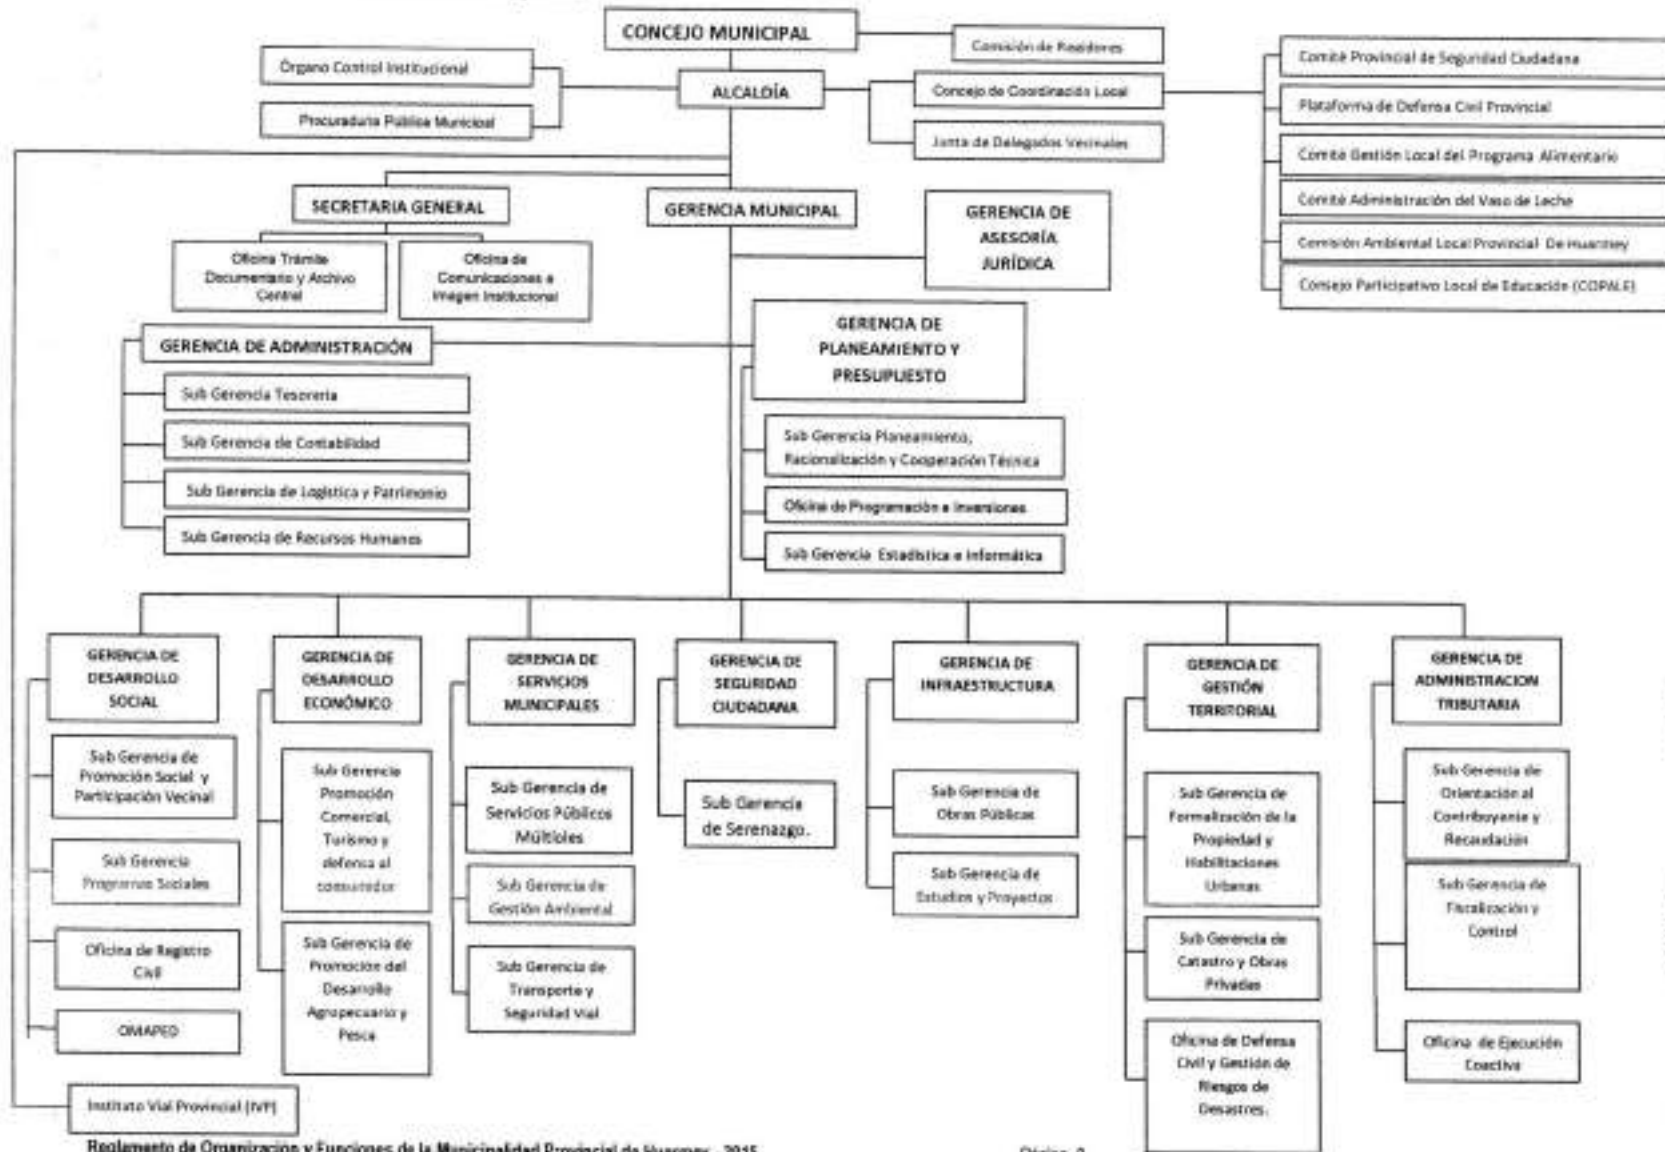 CONCEJO MUNICIPAL
Comisión de Regidores
Órgano Control Institucional
ALCALDÍA
Concejo de Coordinación Local
Procuraduría Pública Municipal
Junta de Delegados Vecinales
Comité Provincial de Seguridad Ciudadana
Plataforma de Defensa Civil Provincial
Comité Gestión Local del Programa Alimentario
Comité Administración del Vaso de Leche
Comisión Ambiental Local Provincial De Huarmey
Consejo Participativo Local de Educación (COPALE)
SECRETARIA GENERAL
GERENCIA MUNICIPAL
GERENCIA DE
ASESORÍA
JURÍDICA
Oficina Trámite
Documentario y Archivo
Central
Oficina de
Comunicaciones e
Imagen Institucional
GERENCIA DE ADMINISTRACIÓN
Sub Gerencia Tesorería
Sub Gerencia de Contabilidad
Sub Gerencia de Logística y Patrimonio
Sub Gerencia de Recursos Humanos
GERENCIA DE
PLANEAMIENTO Y
PRESUPUESTO
Sub Gerencia Planeamiento,
Racionalización y Cooperación Técnica
Oficina de Programación e Inversiones
Sub Gerencia Estadística e Informática
GERENCIA DE
DESARROLLO
SOCIAL
Sub Gerencia de
Promoción Social y
Participación Vecinal
Sub Gerencia
Programas Sociales
Oficina de Registro
Civil
OMAPED
GERENCIA DE
DESARROLLO
ECONÓMICO
Sub Gerencia
Promoción
Comercial,
Turismo y
defensa al
consumidor
Sub Gerencia de
Promoción del
Desarrollo
Agropecuario y
Pesca
GERENCIA DE
SERVICIOS
MUNICIPALES
Sub Gerencia de
Servicios Públicos
Múltiples
Sub Gerencia de
Gestión Ambiental
Sub Gerencia de
Transporte y
Seguridad Vial
GERENCIA DE
SEGURIDAD
CIUDADANA
Sub Gerencia
de Serenazgo.
GERENCIA DE
INFRAESTRUCTURA
Sub Gerencia de
Obras Públicas
Sub Gerencia de
Estudios y Proyectos
GERENCIA DE
GESTIÓN
TERRITORIAL
Sub Gerencia de
Formalización de la
Propiedad y
Habilitaciones
Urbanas
Sub Gerencia de
Catastro y Obras
Privadas
Oficina de Defensa
Civil y Gestión de
Riesgos de
Desastres.
GERENCIA DE
ADMINISTRACION
TRIBUTARIA
Sub Gerencia de
Orientación al
Contribuyente y
Recaudación
Sub Gerencia de
Fiscalización y
Control
Oficina de Ejecución
Coactiva
Instituto Vial Provincial (IVP)
Reglamento de Organización y Funciones de la Municipalidad Provincial de Huarmey - 2015